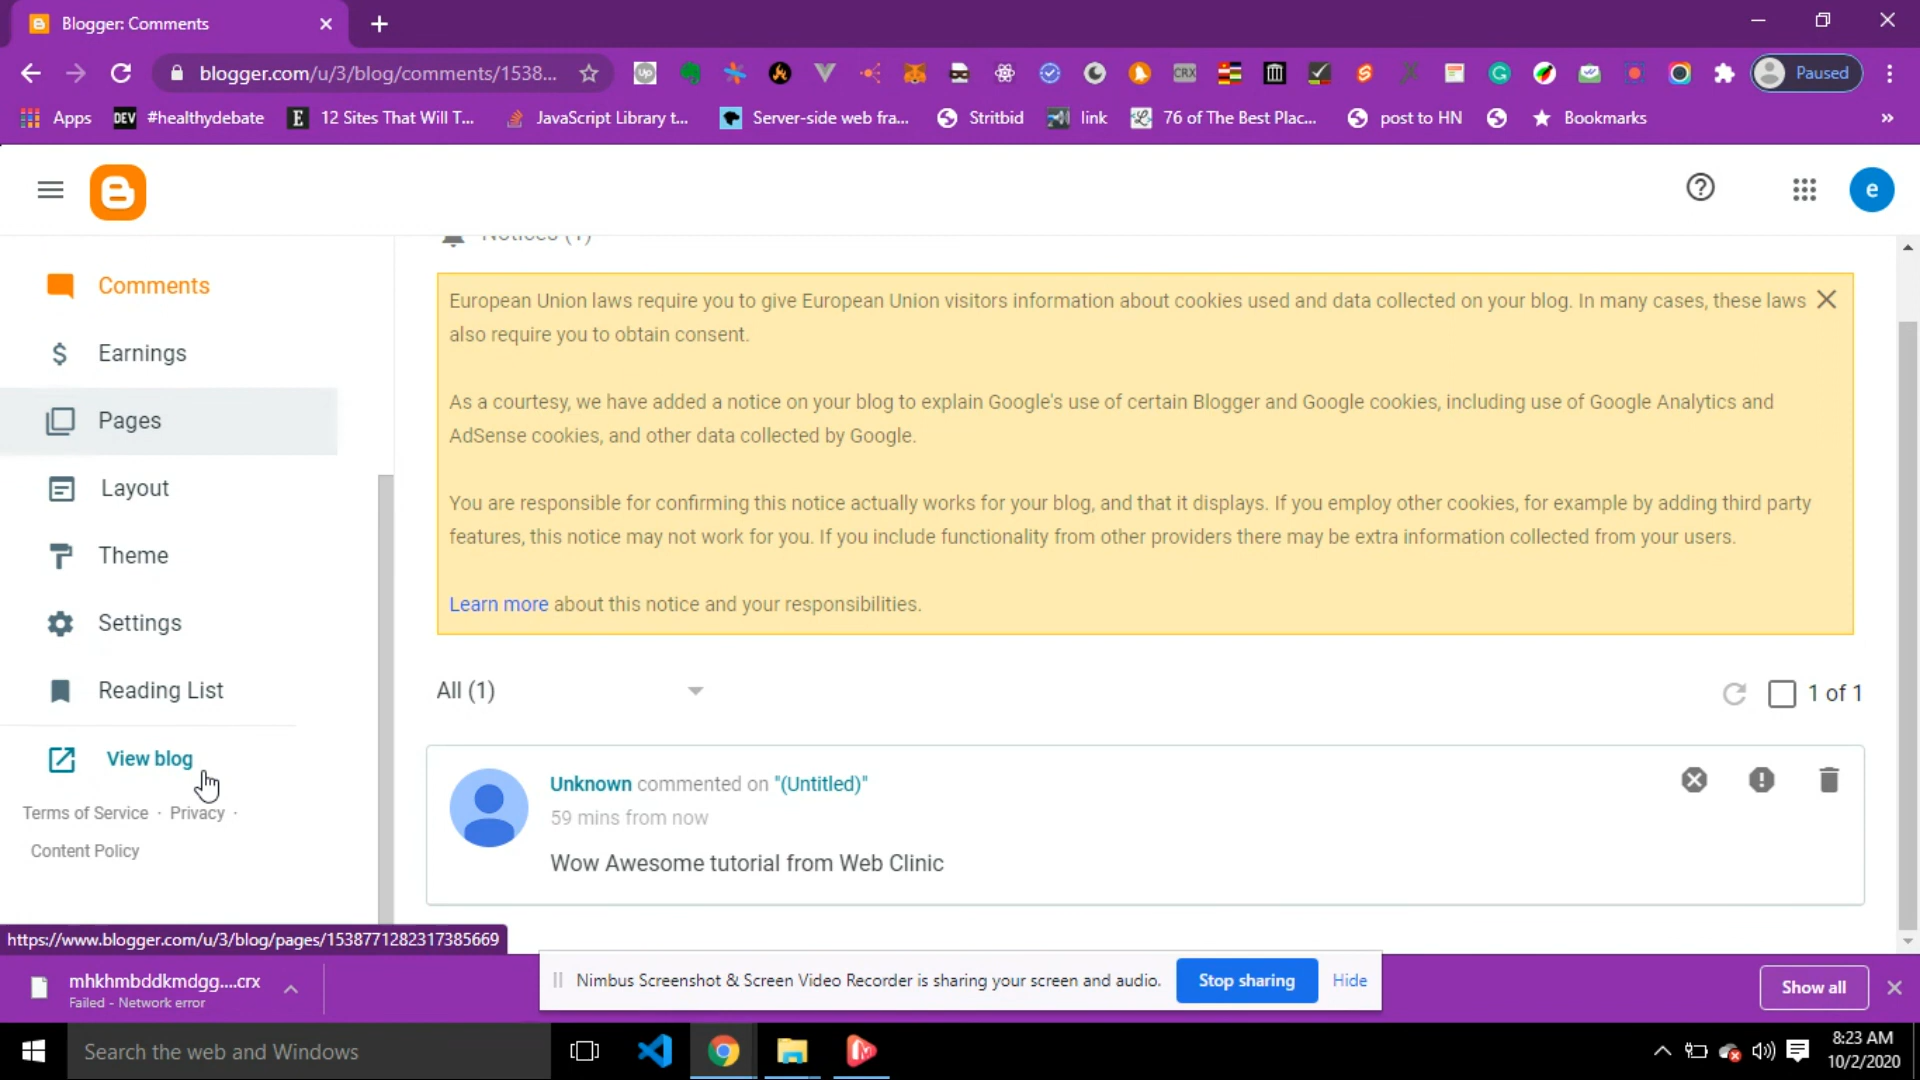 Blogger: Comments
blogger.com/u/3/blog/comments/1538...
Paused
Apps
DEV #healthydebate
E 12 Sites That Will T...
JavaScript Library t...
Server-side web fra...
Stritbid
link
76 of The Best Plac...
post to HN
Bookmarks
»
e
Notices (1)
Comments
Earnings
Pages
Layout
Theme
Settings
Reading List
View blog
Terms of Service · Privacy ·
Content Policy
European Union laws require you to give European Union visitors information about cookies used and data collected on your blog. In many cases, these laws
also require you to obtain consent.
As a courtesy, we have added a notice on your blog to explain Google's use of certain Blogger and Google cookies, including use of Google Analytics and
AdSense cookies, and other data collected by Google.
You are responsible for confirming this notice actually works for your blog, and that it displays. If you employ other cookies, for example by adding third party
features, this notice may not work for you. If you include functionality from other providers there may be extra information collected from your users.
Learn more about this notice and your responsibilities.
All (1)
1 of 1
Unknown commented on "(Untitled)"
59 mins from now
Wow Awesome tutorial from Web Clinic
https://www.blogger.com/u/3/blog/pages/1538771282317385669
mhkhmbddkmdgg....crx
Failed - Network error
Nimbus Screenshot & Screen Video Recorder is sharing your screen and audio.
Stop sharing
Hide
Show all
Search the web and Windows
8:23 AM
10/2/2020